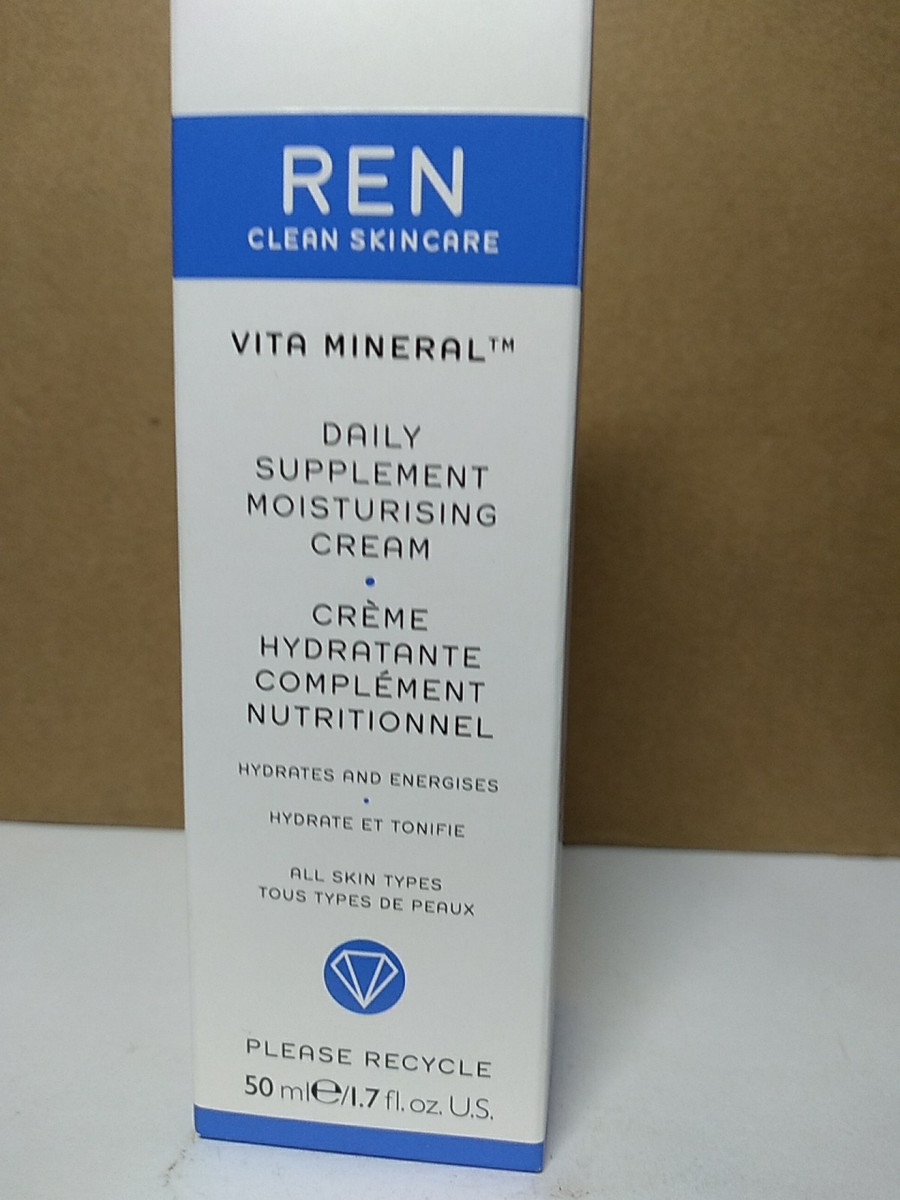 REN
CLEAN SKINCARE
VITA MINERAL™
DAILY
SUPPLEMENT
MOISTURISING
CREAM
•
CRÈME
HYDRATANTE
COMPLÉMENT
NUTRITIONNEL
HYDRATES AND ENERGISES
•
HYDRATE ET TONIFIE
ALL SKIN TYPES
TOUS TYPES DE PEAUX
PLEASE RECYCLE
50 ml℮/1.7 fl. oz. U.S.